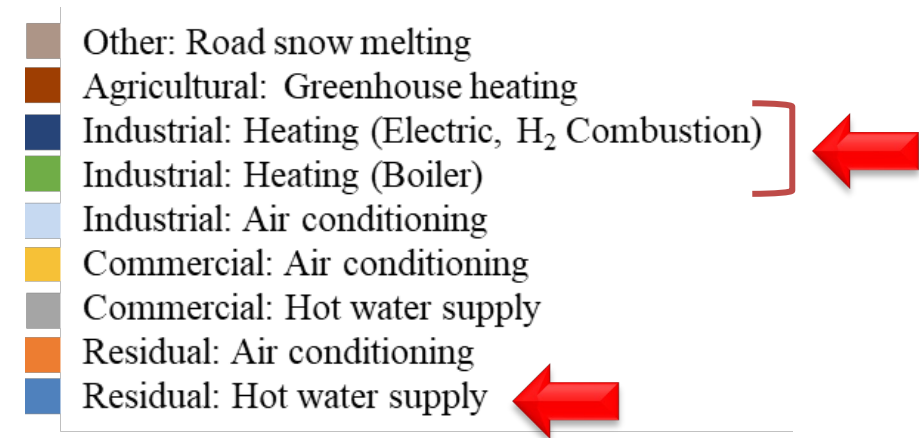 Other: Road snow melting
Agricultural: Greenhouse heating
Industrial: Heating (Electric, H₂ Combustion)
Industrial: Heating (Boiler)
Industrial: Air conditioning
Commercial: Air conditioning
Commercial: Hot water supply
Residual: Air conditioning
Residual: Hot water supply